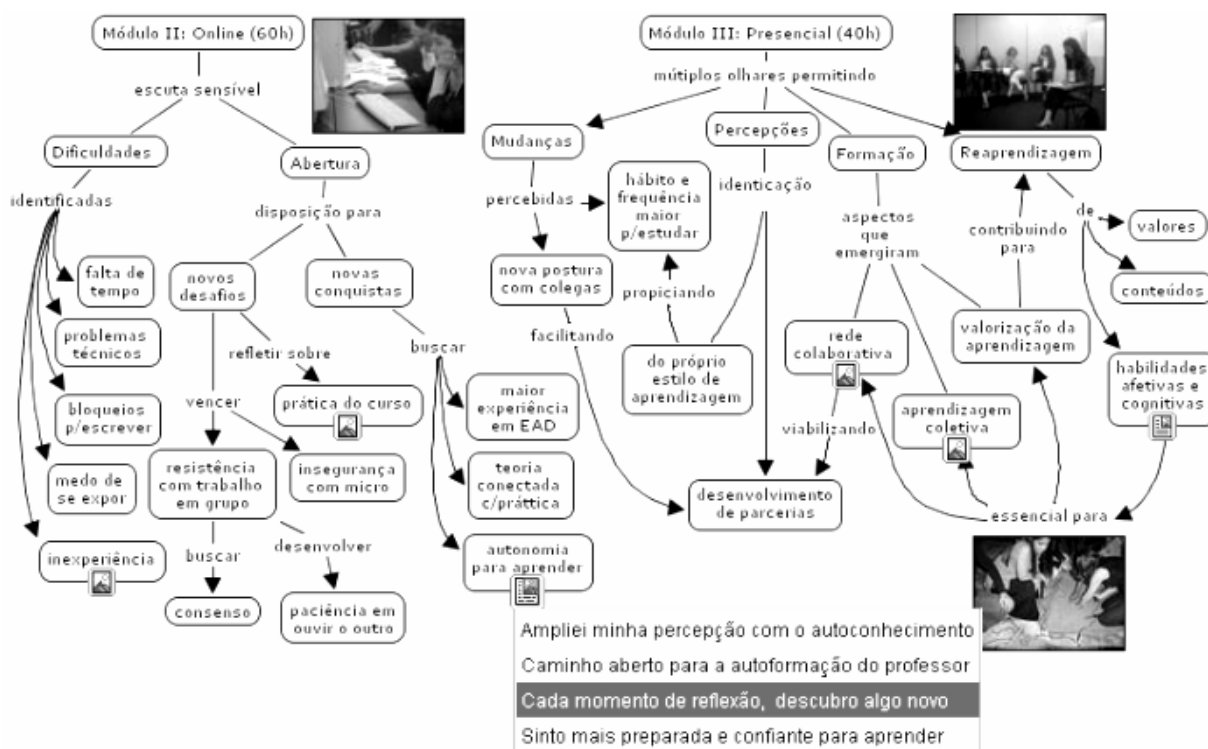 Módulo II: Online (60h)
escuta sensível
Dificuldades
identificadas
falta de
tempo
problemas
técnicos
bloqueios
p/escrever
medo de
se expor
inexperiência
Abertura
disposição para
novos
desafios
refletir sobre
prática do curso
vencer
resistência
com trabalho
em grupo
insegurança
com micro
buscar
consenso
desenvolver
paciência em
ouvir o outro
novas
conquistas
buscar
maior
experiência
em EAD
teoria
conectada
c/práttica
autonomia
para aprender
Ampliei minha percepção com o autoconhecimento
Caminho aberto para a autoformação do professor
Cada momento de reflexão, descubro algo novo
Sinto mais preparada e confiante para aprender
Módulo III: Presencial (40h)
mútiplos olhares permitindo
Mudanças
percebidas
hábito e
frequência
maior
p/estudar
nova postura
com colegas
facilitando
Percepções
identicação
propiciando
do próprio
estilo de
aprendizagem
desenvolvimento
de parcerias
Formação
aspectos
que
emergiram
rede
colaborativa
viabilizando
aprendizagem
coletiva
valorização da
aprendizagem
contribuindo
para
Reaprendizagem
de
valores
conteúdos
habilidades
afetivas e
cognitivas
essencial para